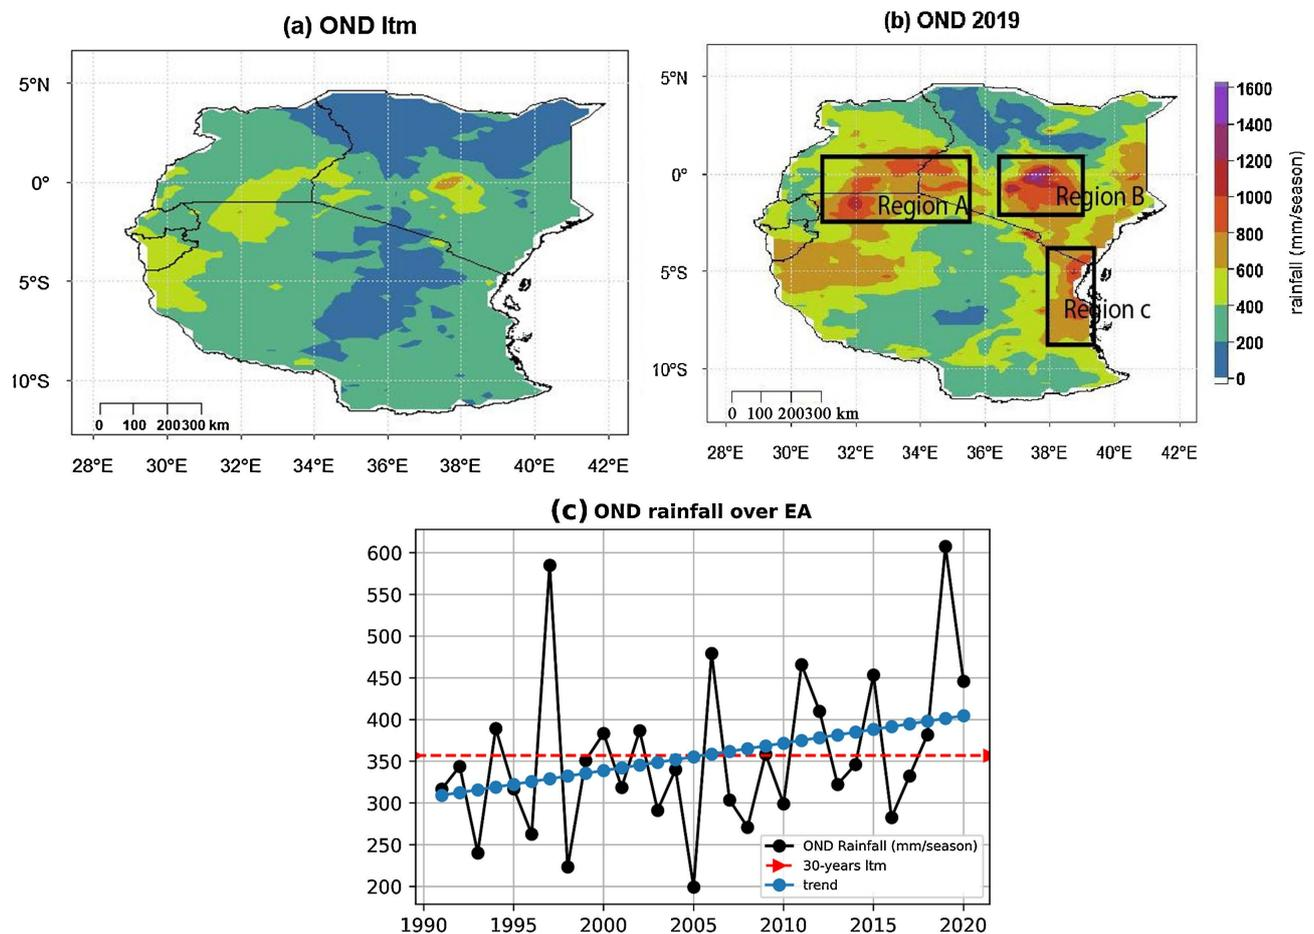 (a) OND ltm
(b) OND 2019
5°N
0°
5°S
10°S
0 100 200300 km
28°E 30°E 32°E 34°E 36°E 38°E 40°E 42°E
5°N
0°
5°S
10°S
Region A
Region B
Region c
0 100 200300 km
28°E 30°E 32°E 34°E 36°E 38°E 40°E 42°E
1600
1400
1200
1000
800
600
400
200
0
rainfall (mm/season)
(c) OND rainfall over EA
600
550
500
450
400
350
300
250
200
OND Rainfall (mm/season)
30-years ltm
trend
1990 1995 2000 2005 2010 2015 2020